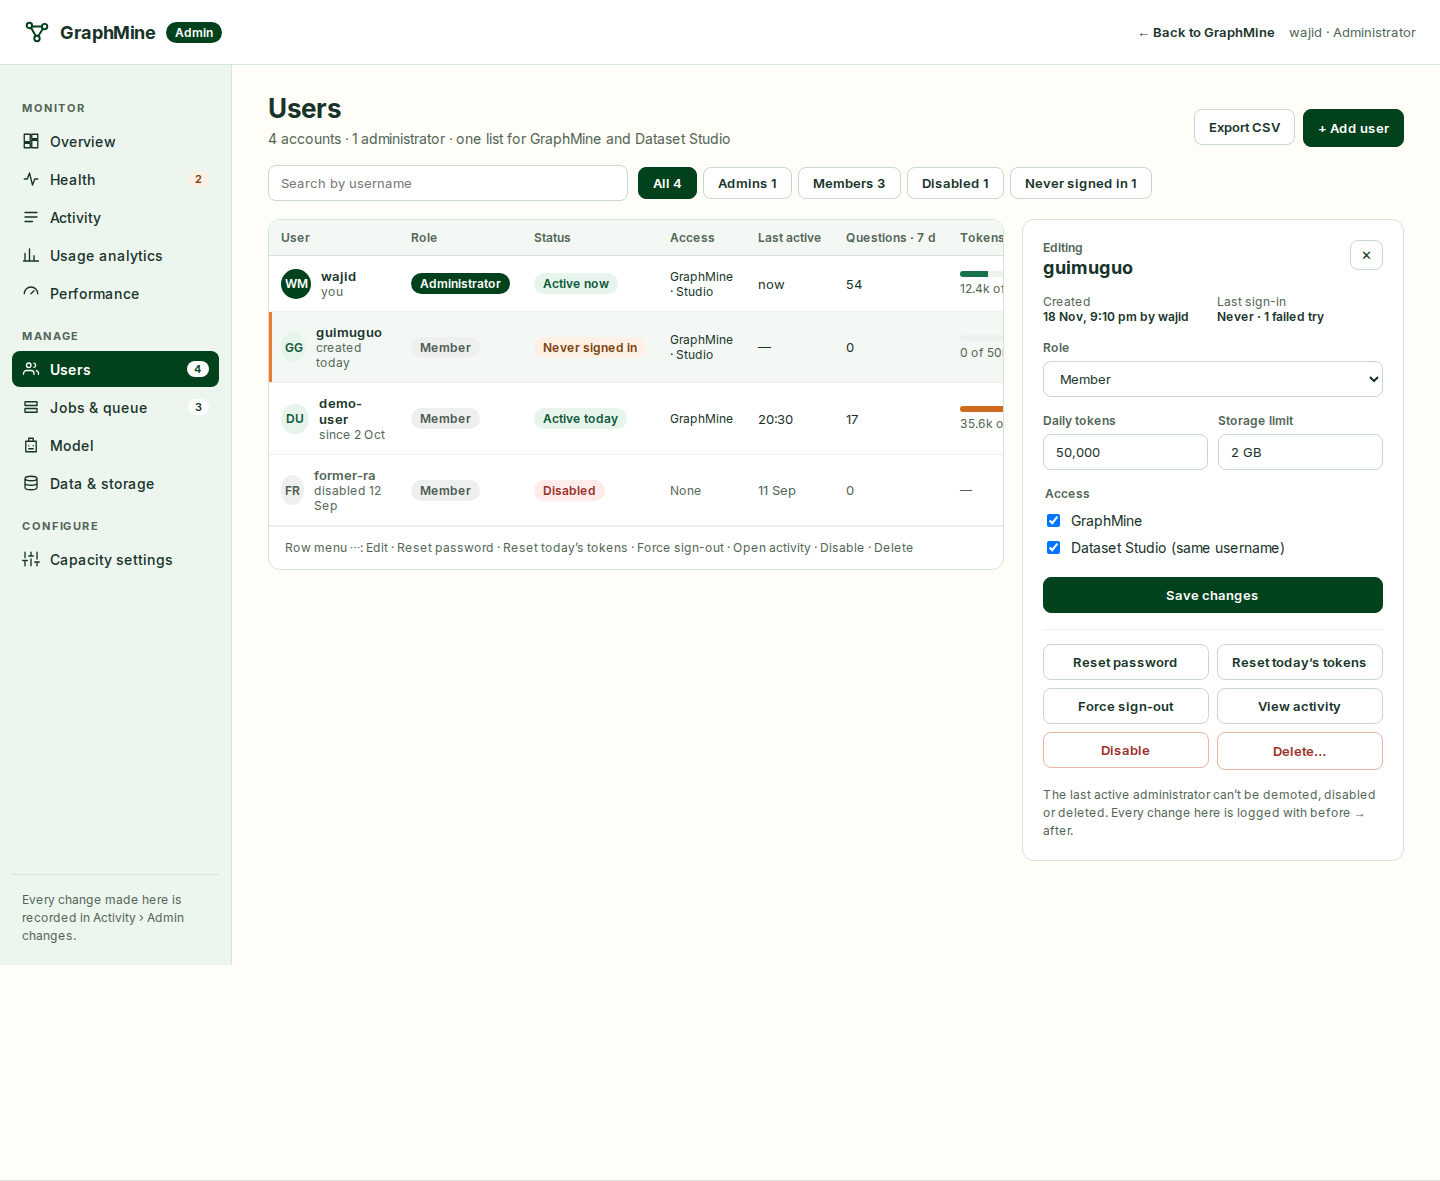 GraphMine Admin
← Back to GraphMine wajid · Administrator
MONITOR
Overview
Health 2
Activity
Usage analytics
Performance
MANAGE
Users 4
Jobs & queue 3
Model
Data & storage
CONFIGURE
Capacity settings
Every change made here is
recorded in Activity › Admin
changes.
Users
4 accounts · 1 administrator · one list for GraphMine and Dataset Studio
Export CSV
+ Add user
Search by username
All 4
Admins 1
Members 3
Disabled 1
Never signed in 1
User Role Status Access Last active Questions · 7 d Tokens
WM wajid
you
Administrator Active now GraphMine
· Studio
now 54 12.4k of
GG guimuguo
created
today
Member Never signed in GraphMine
· Studio
— 0 0 of 50
DU demo-
user
since 2 Oct
Member Active today GraphMine 20:30 17 35.6k o
FR former-ra
disabled 12
Sep
Member Disabled None 11 Sep 0 —
Row menu ···: Edit · Reset password · Reset today’s tokens · Force sign-out · Open activity · Disable · Delete
Editing
guimuguo
✕
Created Last sign-in
18 Nov, 9:10 pm by wajid Never · 1 failed try
Role
Member
Daily tokens Storage limit
50,000 2 GB
Access
GraphMine
Dataset Studio (same username)
Save changes
Reset password Reset today’s tokens
Force sign-out View activity
Disable Delete…
The last active administrator can’t be demoted, disabled
or deleted. Every change here is logged with before →
after.